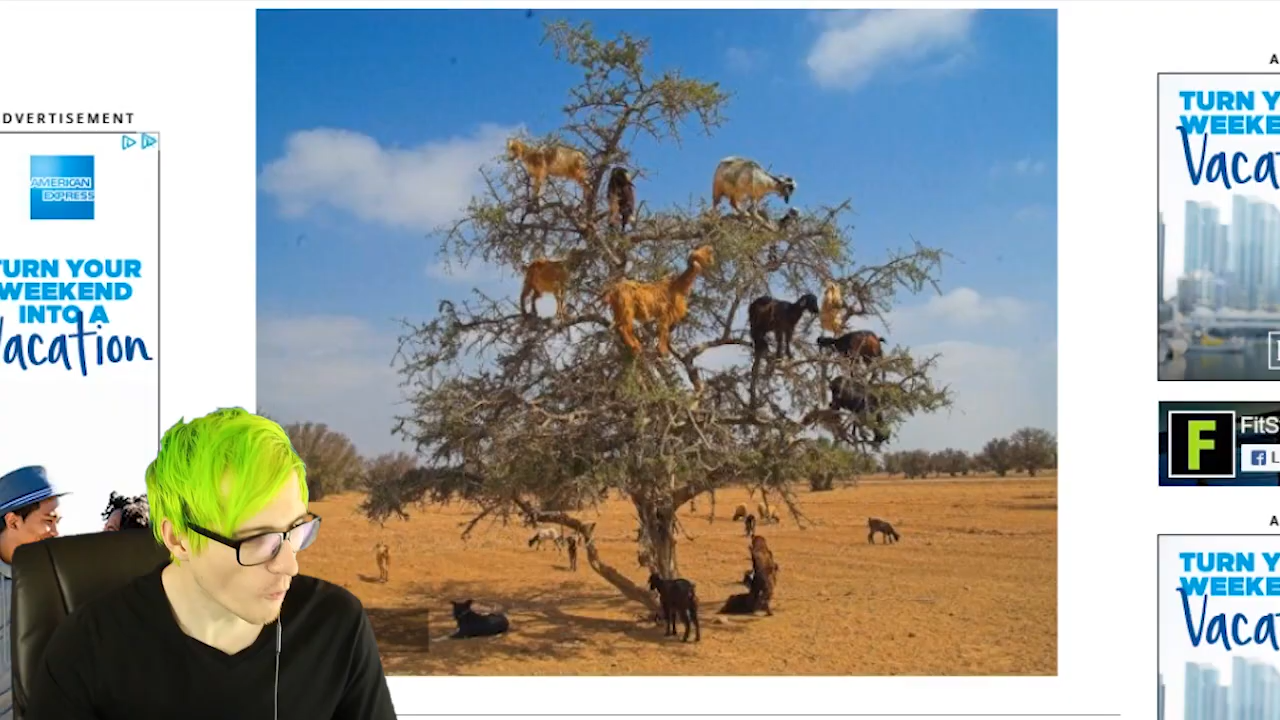 DVERTISEMENT
AMERICAN
EXPRESS
TURN YOUR
WEEKEND
INTO A
Vacation
TURN Y
WEEKE
Vaca
F
FitS
f L
A
TURN Y
WEEKE
Vaca